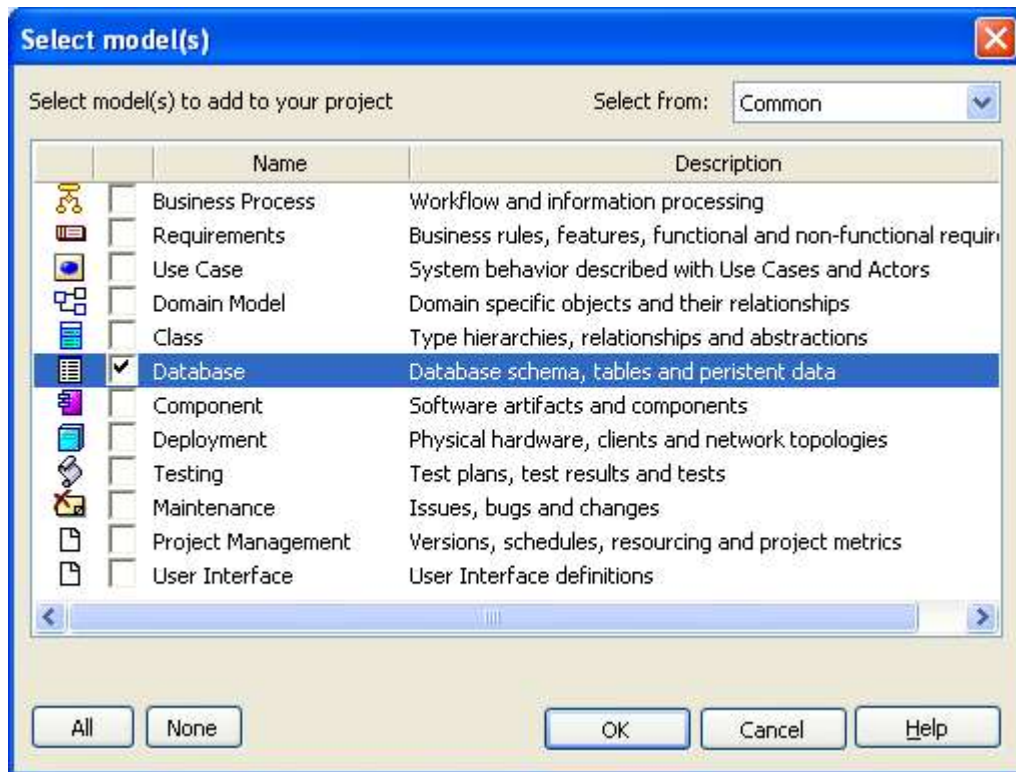 Select model(s)
Select model(s) to add to your project Select from: Common
Name Description
Business Process Workflow and information processing
Requirements Business rules, features, functional and non-functional require
Use Case System behavior described with Use Cases and Actors
Domain Model Domain specific objects and their relationships
Class Type hierarchies, relationships and abstractions
Database Database schema, tables and peristent data
Component Software artifacts and components
Deployment Physical hardware, clients and network topologies
Testing Test plans, test results and tests
Maintenance Issues, bugs and changes
Project Management Versions, schedules, resourcing and project metrics
User Interface User Interface definitions
All None OK Cancel Help